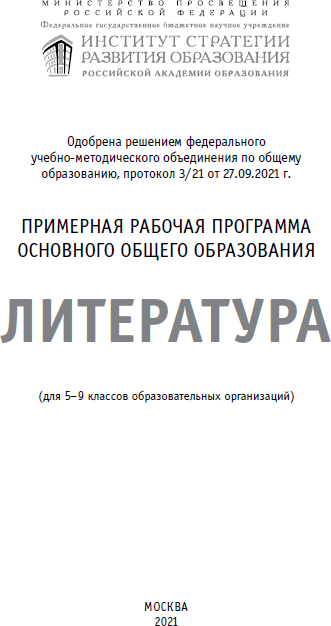 МИНИСТЕРСТВО ПРОСВЕЩЕНИЯ
РОССИЙСКОЙ ФЕДЕРАЦИИ
Федеральное государственное бюджетное научное учреждение
ИНСТИТУТ СТРАТЕГИИ
РАЗВИТИЯ ОБРАЗОВАНИЯ
РОССИЙСКОЙ АКАДЕМИИ ОБРАЗОВАНИЯ
Одобрена решением федерального
учебно-методического объединения по общему
образованию, протокол 3/21 от 27.09.2021 г.
ПРИМЕРНАЯ РАБОЧАЯ ПРОГРАММА
ОСНОВНОГО ОБЩЕГО ОБРАЗОВАНИЯ
ЛИТЕРАТУРА
(для 5–9 классов образовательных организаций)
МОСКВА
2021